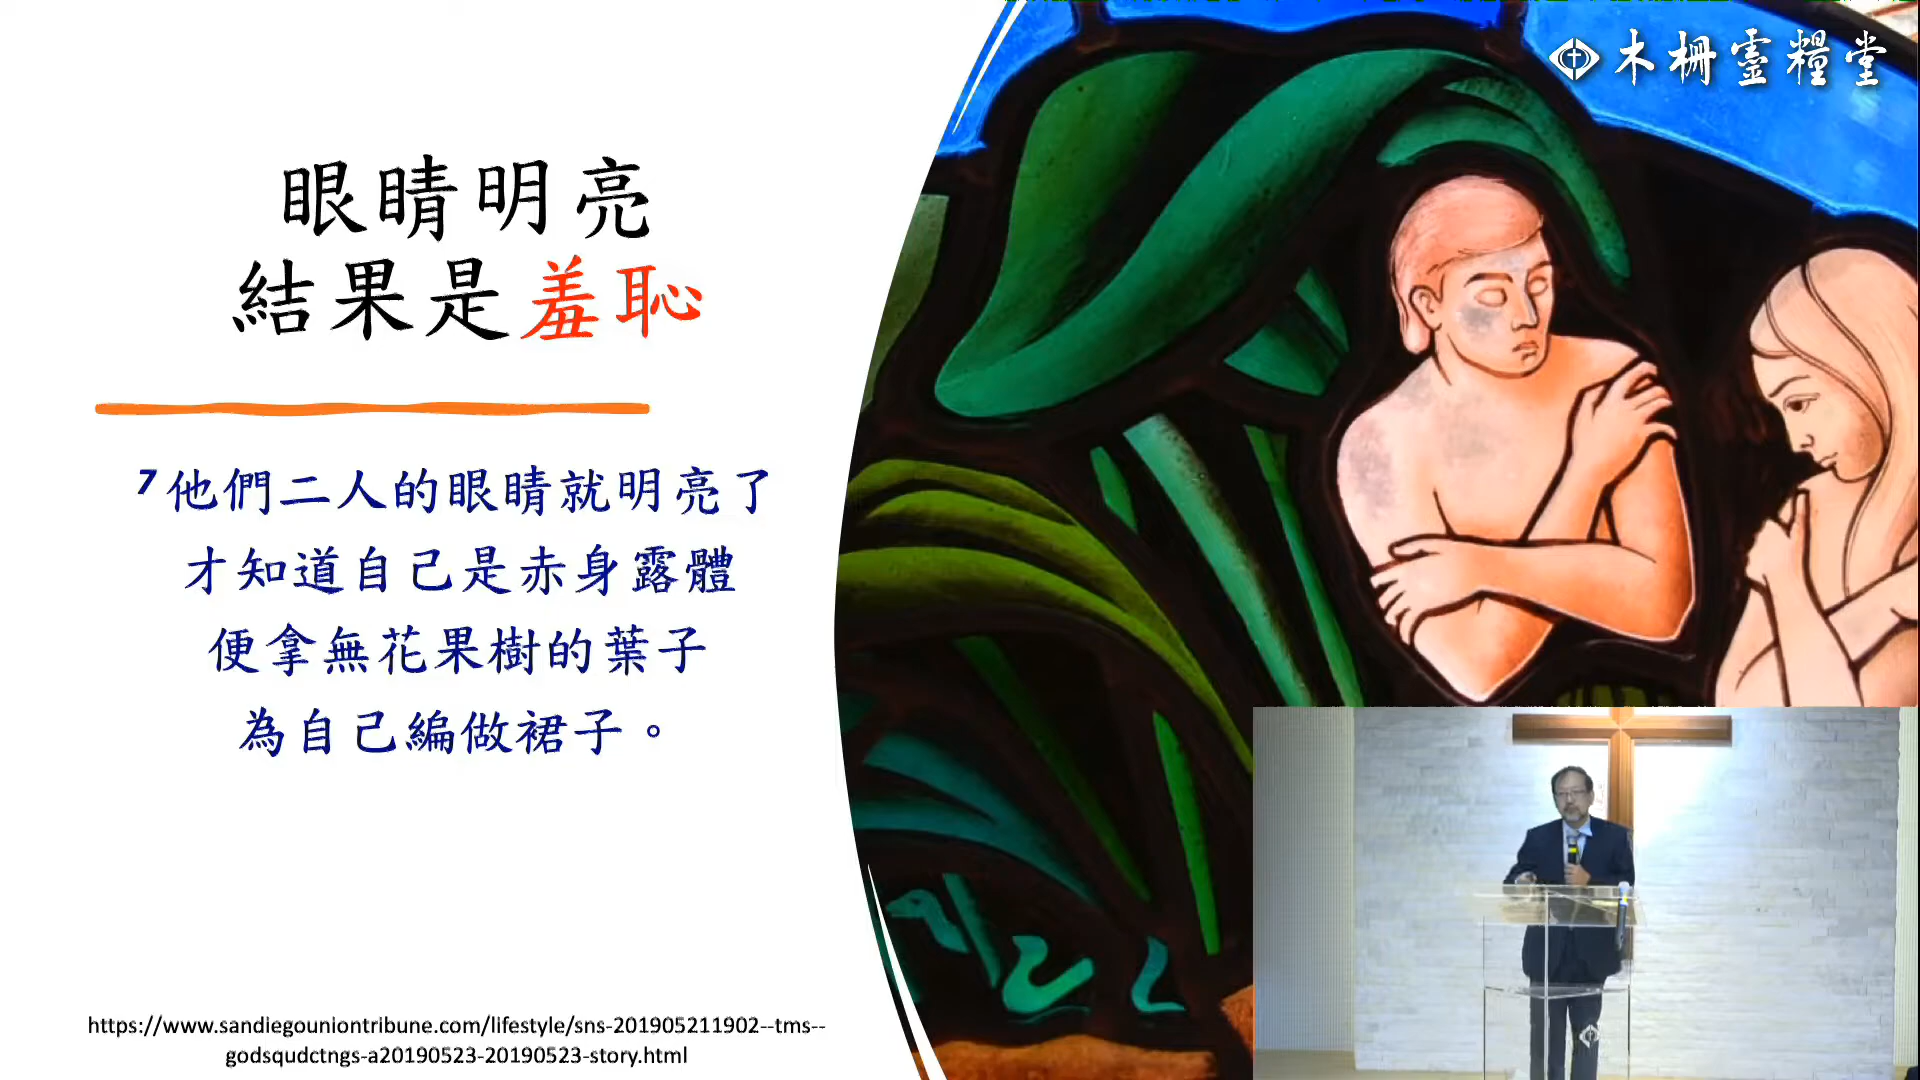 木柵靈糧堂
眼睛明亮
結果是羞恥
7他們二人的眼睛就明亮了
才知道自己是赤身露體
便拿無花果樹的葉子
為自己編做裙子。
https://www.sandiegouniontribune.com/lifestyle/sns-201905211902--tms--
godsqudctngs-a20190523-20190523-story.html